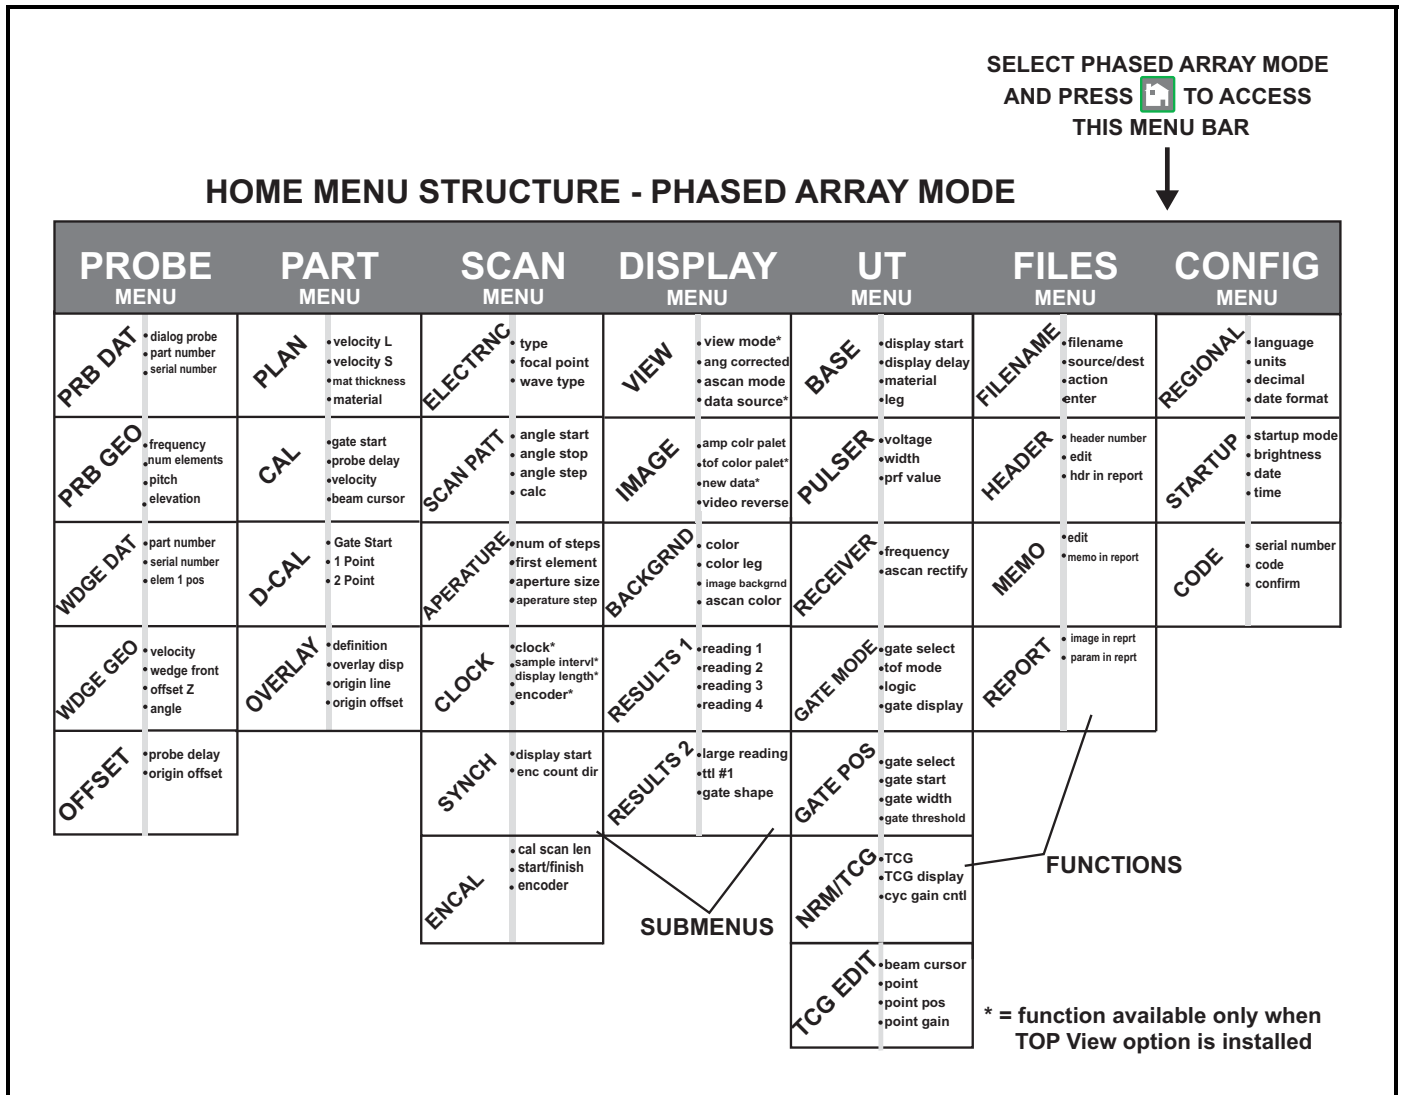 SELECT PHASED ARRAY MODE
AND PRESS TO ACCESS
THIS MENU BAR
HOME MENU STRUCTURE - PHASED ARRAY MODE
PROBE
MENU
PART
MENU
SCAN
MENU
DISPLAY
MENU
UT
MENU
FILES
MENU
CONFIG
MENU
PRB DAT
• dialog probe
• part number
• serial number
PRB GEO
• frequency
• num elements
• pitch
• elevation
WDGE DAT
• part number
• serial number
• elem 1 pos
WDGE GEO
• velocity
• wedge front
• offset Z
• angle
OFFSET
• probe delay
• origin offset
PLAN
• velocity L
• velocity S
• mat thickness
• material
CAL
• gate start
• probe delay
• velocity
• beam cursor
D-CAL
• Gate Start
• 1 Point
• 2 Point
OVERLAY
• definition
• overlay disp
• origin line
• origin offset
ELECTRNC
• type
• focal point
• wave type
SCAN PATT
• angle start
• angle stop
• angle step
• calc
APERATURE
• num of steps
• first element
• aperture size
• aperature step
CLOCK
• clock*
• sample intervl*
display length*
• encoder*
SYNCH
• display start
• enc count dir
ENCAL
• cal scan len
• start/finish
• encoder
VIEW
• view mode*
• ang corrected
• ascan mode
• data source*
IMAGE
• amp colr palet
• tof color palet*
• new data*
• video reverse
BACKGRND
• color
• color leg
• image backgrnd
• ascan color
RESULTS 1
• reading 1
• reading 2
• reading 3
• reading 4
RESULTS 2
• large reading
• ttl #1
• gate shape
BASE
• display start
• display delay
• material
• leg
PULSER
• voltage
• width
• prf value
RECEIVER
• frequency
• ascan rectify
GATE MODE
• gate select
• tof mode
• logic
• gate display
GATE POS
• gate select
• gate start
• gate width
• gate threshold
NRM/TCG
• TCG
• TCG display
• cyc gain cntl
TCG EDIT
• beam cursor
• point
• point pos
• point gain
FILENAME
• filename
• source/dest
• action
• enter
HEADER
• header number
• edit
• hdr in report
MEMO
• edit
• memo in report
REPORT
• image in reprt
• param in reprt
REGIONAL
• language
• units
• decimal
• date format
STARTUP
• startup mode
• brightness
• date
• time
CODE
• serial number
• code
• confirm
FUNCTIONS
SUBMENUS
* = function available only when
TOP View option is installed